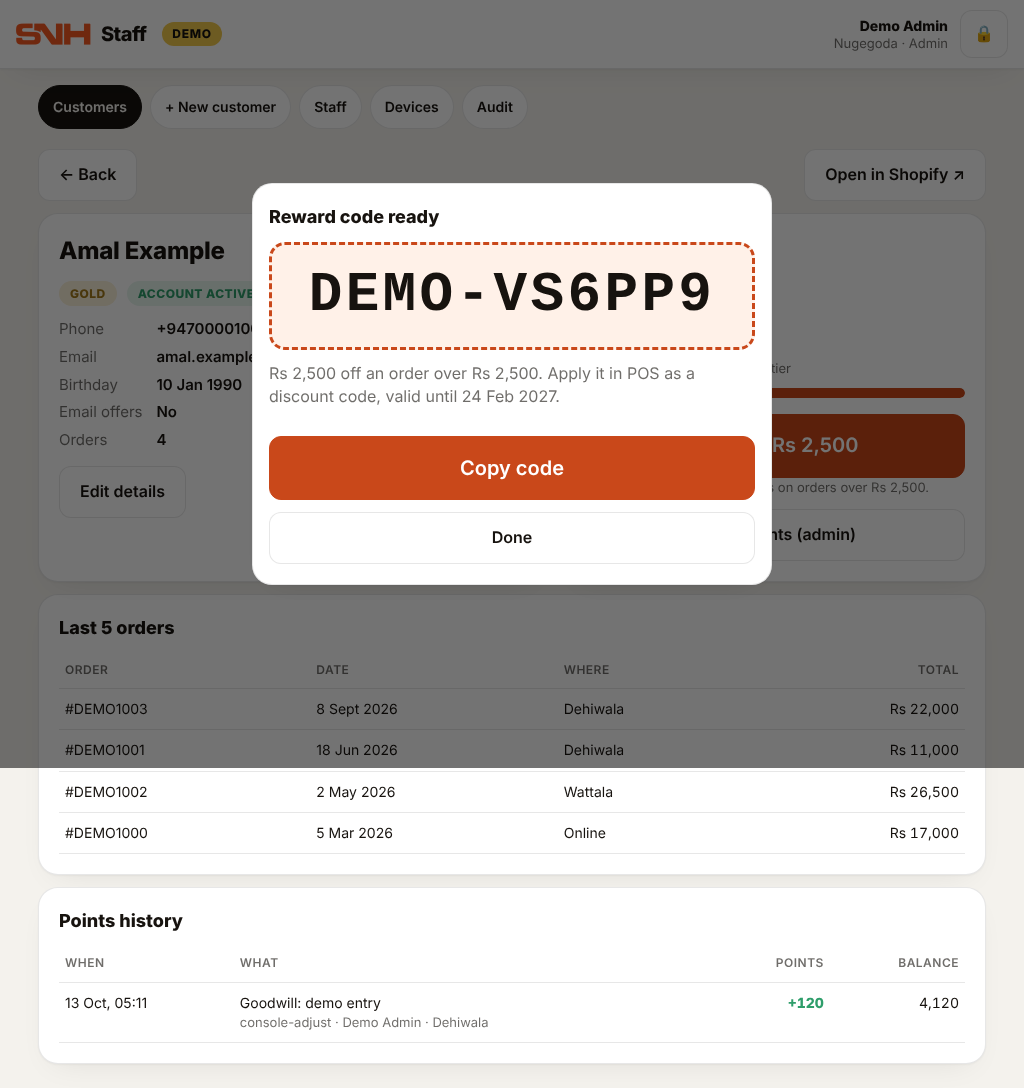 SNH Staff DEMO
Demo Admin
Nugegoda · Admin
Customers
+ New customer
Staff
Devices
Audit
← Back
Open in Shopify ↗
Amal Example
GOLD
ACCOUNT ACTIVE
Phone
Email amal.example
Birthday 10 Jan 1990
Email offers No
Orders 4
Edit details
tier
Rs 2,500
on orders over Rs 2,500.
(admin)
Reward code ready
DEMO-VS6PP9
Rs 2,500 off an order over Rs 2,500. Apply it in POS as a
discount code, valid until 24 Feb 2027.
Copy code
Done
Last 5 orders
ORDER DATE WHERE TOTAL
#DEMO1003 8 Sept 2026 Dehiwala Rs 22,000
#DEMO1001 18 Jun 2026 Dehiwala Rs 11,000
#DEMO1002 2 May 2026 Wattala Rs 26,500
#DEMO1000 5 Mar 2026 Online Rs 17,000
Points history
WHEN WHAT POINTS BALANCE
13 Oct, 05:11 Goodwill: demo entry +120 4,120
console-adjust · Demo Admin · Dehiwala